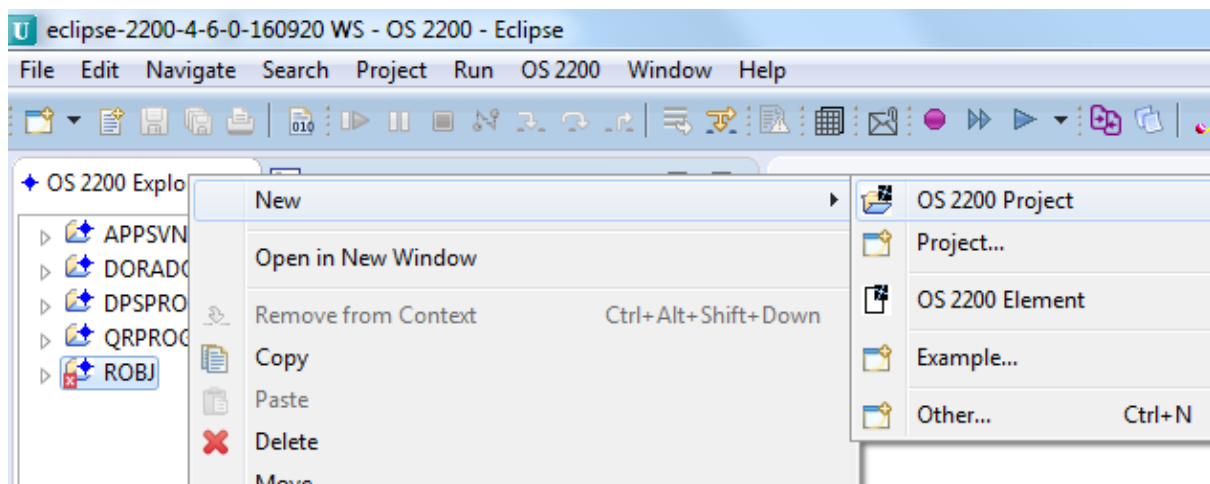 eclipse-2200-4-6-0-160920 WS - OS 2200 - Eclipse
File Edit Navigate Search Project Run OS 2200 Window Help
010
OS 2200 Explo
New
OS 2200 Project
APPSVN
Project...
Open in New Window
DORADO
DPSPRO
OS 2200 Element
Remove from Context Ctrl+Alt+Shift+Down
QRPROG
Copy
Example...
ROBJ
Paste
Other... Ctrl+N
Delete
Move